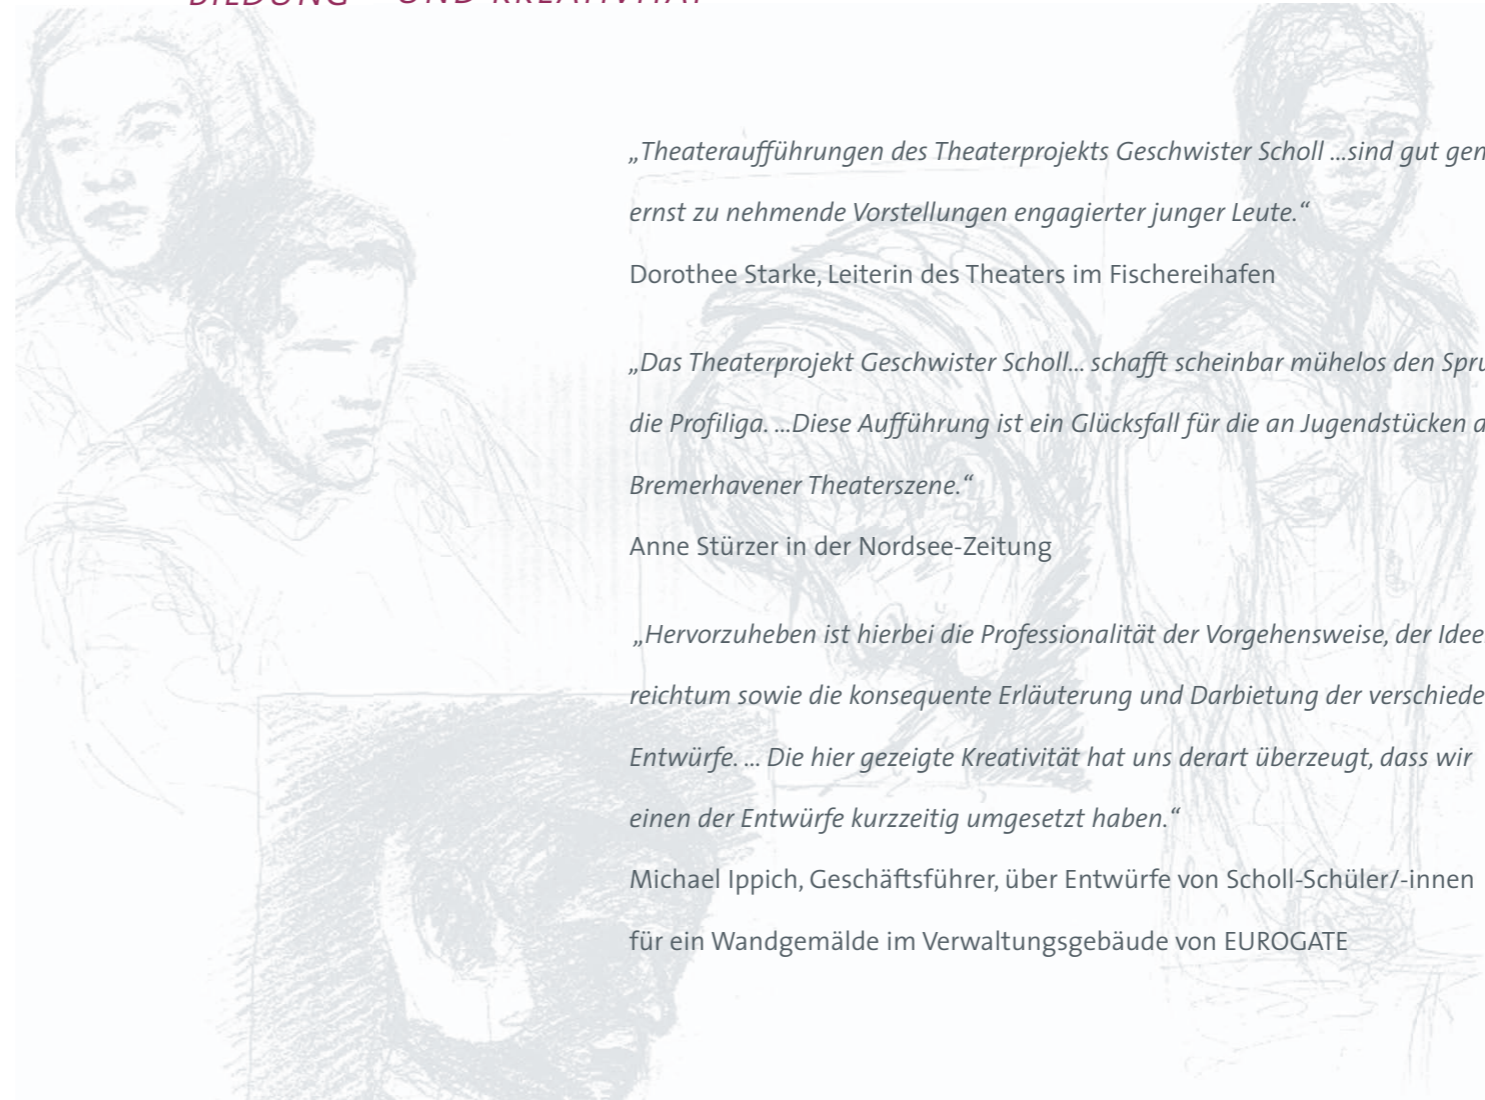 BILDUNG UND KREATIVITÄT
„Theateraufführungen des Theaterprojekts Geschwister Scholl ...sind gut
ernst zu nehmende Vorstellungen engagierter junger Leute.“
Dorothee Starke, Leiterin des Theaters im Fischereihafen
„Das Theaterprojekt Geschwister Scholl... schafft scheinbar mühelos den
die Profiliga. ...Diese Aufführung ist ein Glücksfall für die an Jugendstücken
Bremerhavener Theaterszene.“
Anne Stürzer in der Nordsee-Zeitung
„Hervorzuheben ist hierbei die Professionalität der Vorgehensweise, der Idee
reichtum sowie die konsequente Erläuterung und Darbietung der verschiede
Entwürfe. ... Die hier gezeigte Kreativität hat uns derart überzeugt, dass wir
einen der Entwürfe kurzzeitig umgesetzt haben.“
Michael Ippich, Geschäftsführer, über Entwürfe von Scholl-Schüler/-innen
für ein Wandgemälde im Verwaltungsgebäude von EUROGATE